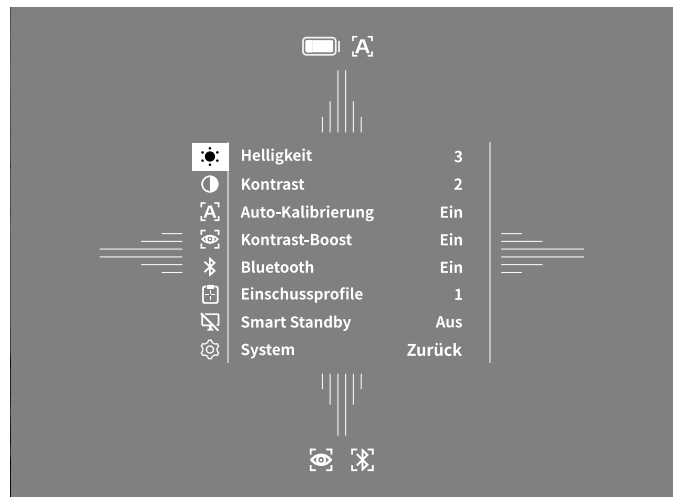 [A]
Helligkeit 3
Kontrast 2
[A] Auto-Kalibrierung Ein
Kontrast-Boost Ein
Bluetooth Ein
Einschussprofile 1
Smart Standby Aus
System Zurück